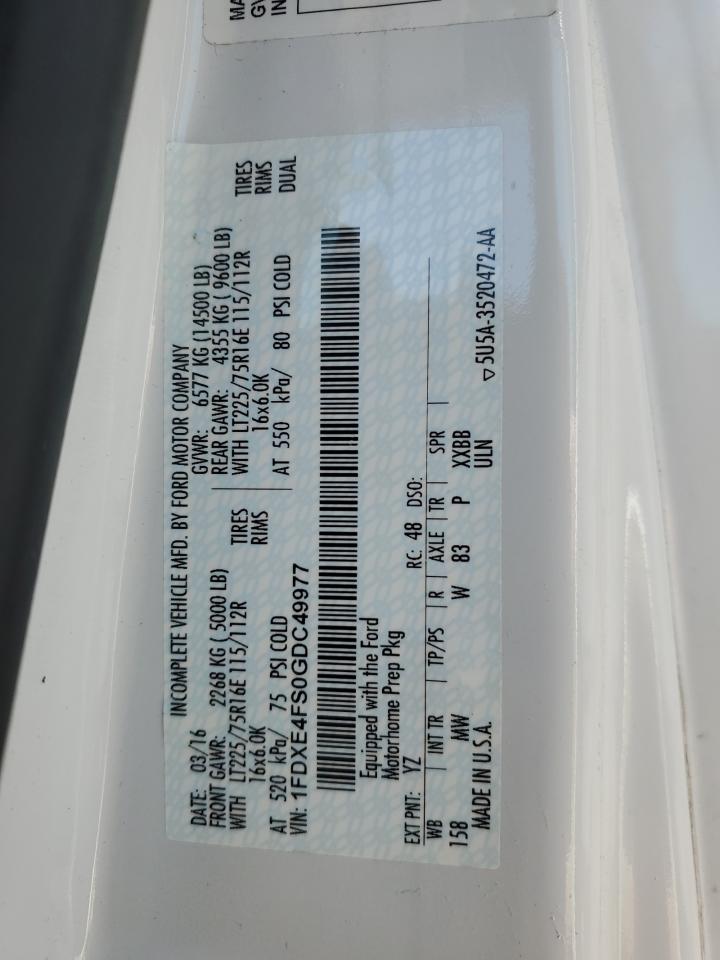 MA
GV
IN
INCOMPLETE VEHICLE MFD. BY FORD MOTOR COMPANY
DATE: 03/16 GVWR: 6577 KG (14500 LB)
FRONT GAWR: 2268 KG ( 5000 LB) REAR GAWR: 4355 KG ( 9600 LB)
WITH LT225/75R16E 115/112R TIRES WITH LT225/75R16E 115/112R TIRES
16x6.0K RIMS 16x6.0K RIMS
AT 520 kPa/ 75 PSI COLD AT 550 kPa/ 80 PSI COLD DUAL
VIN: 1FDXE4FS0GDC49977
Equipped with the Ford
Motorhome Prep Pkg
EXT PNT: YZ RC: 48 DSO:
WB INT TR TP/PS R AXLE TR SPR
158 MW W 83 P XXBB
MADE IN U.S.A. ULN
▽5U5A-3520472-AA